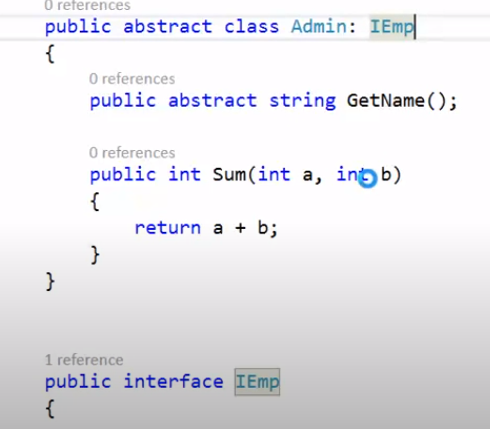 0 references
public abstract class Admin: IEmp
{
0 references
public abstract string GetName();
0 references
public int Sum(int a, int b)
{
return a + b;
}
}
1 reference
public interface IEmp
{